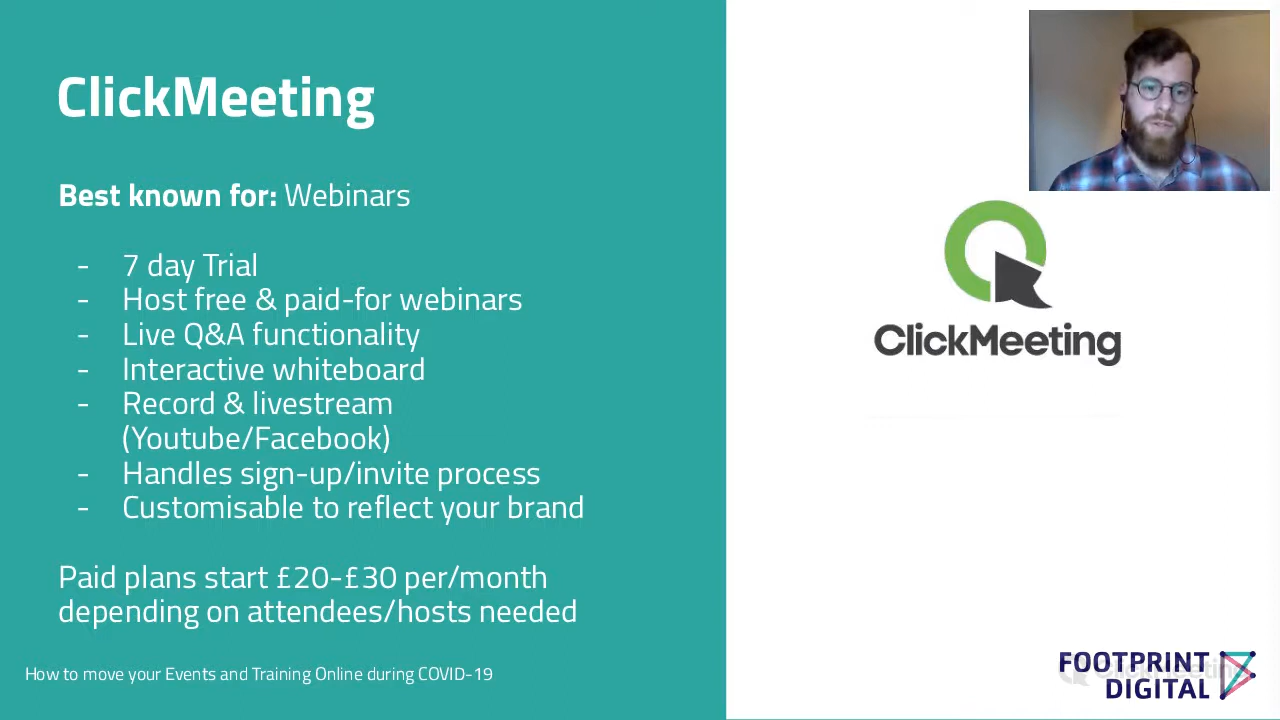 ClickMeeting
Best known for: Webinars
- 7 day Trial
- Host free & paid-for webinars
- Live Q&A functionality
- Interactive whiteboard
- Record & livestream
(Youtube/Facebook)
- Handles sign-up/invite process
- Customisable to reflect your brand
Paid plans start £20-£30 per/month
depending on attendees/hosts needed
How to move your Events and Training Online during COVID-19
ClickMeeting
FOOTPRINT
DIGITAL
ClickMeeting